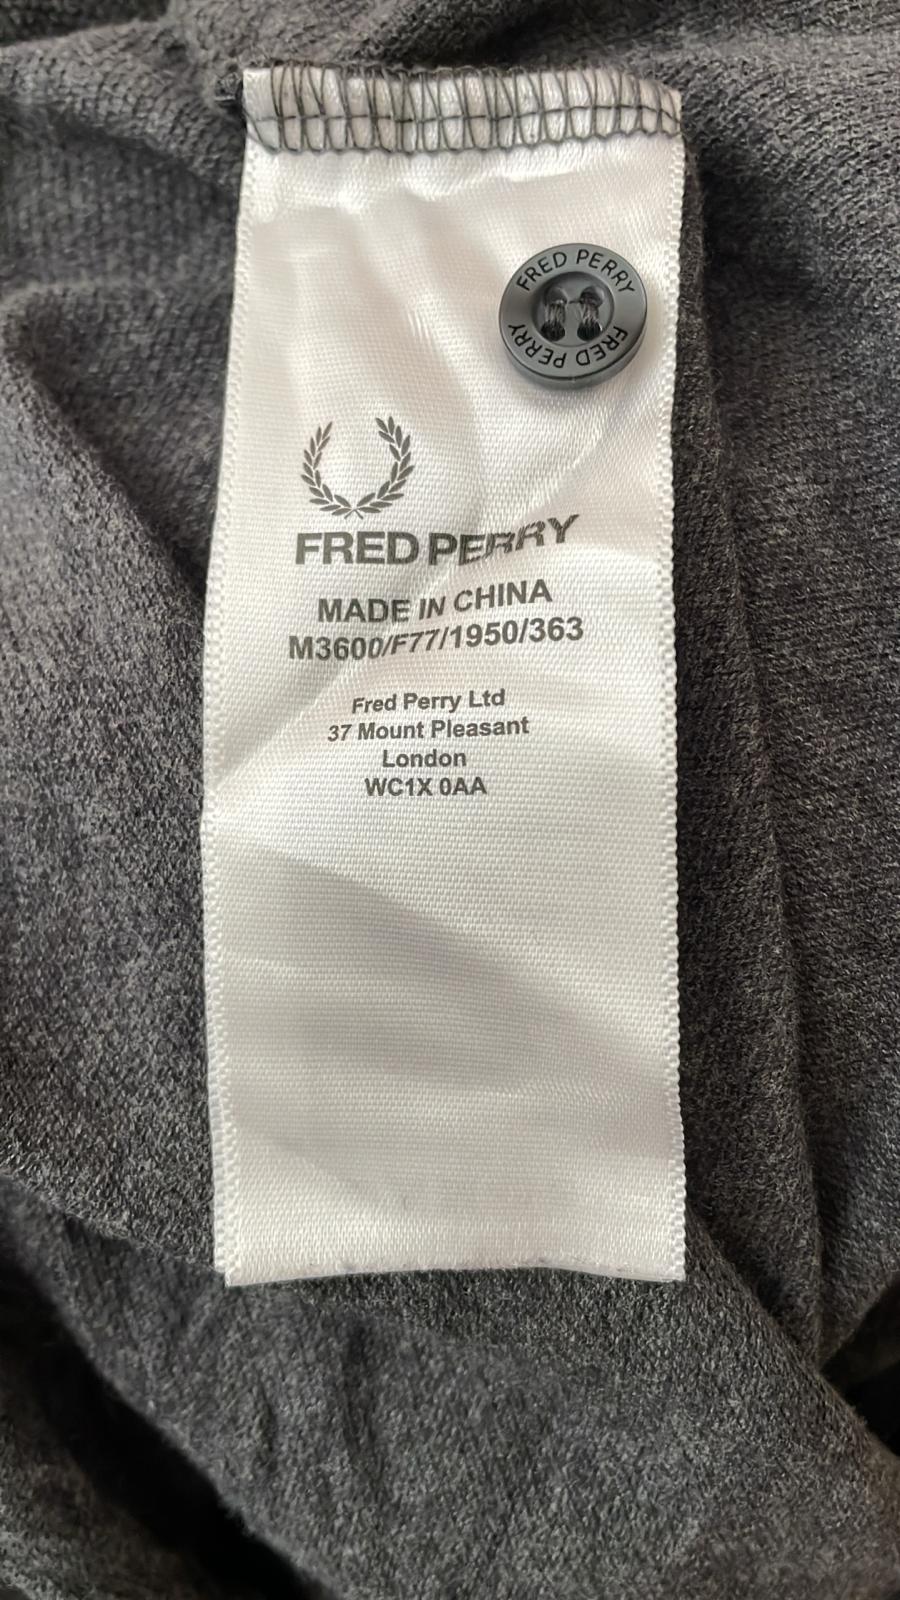 FRED PERRY
FRED PERRY
FRED PERRY
MADE IN CHINA
M3600/F77/1950/363
Fred Perry Ltd
37 Mount Pleasant
London
WC1X 0AA